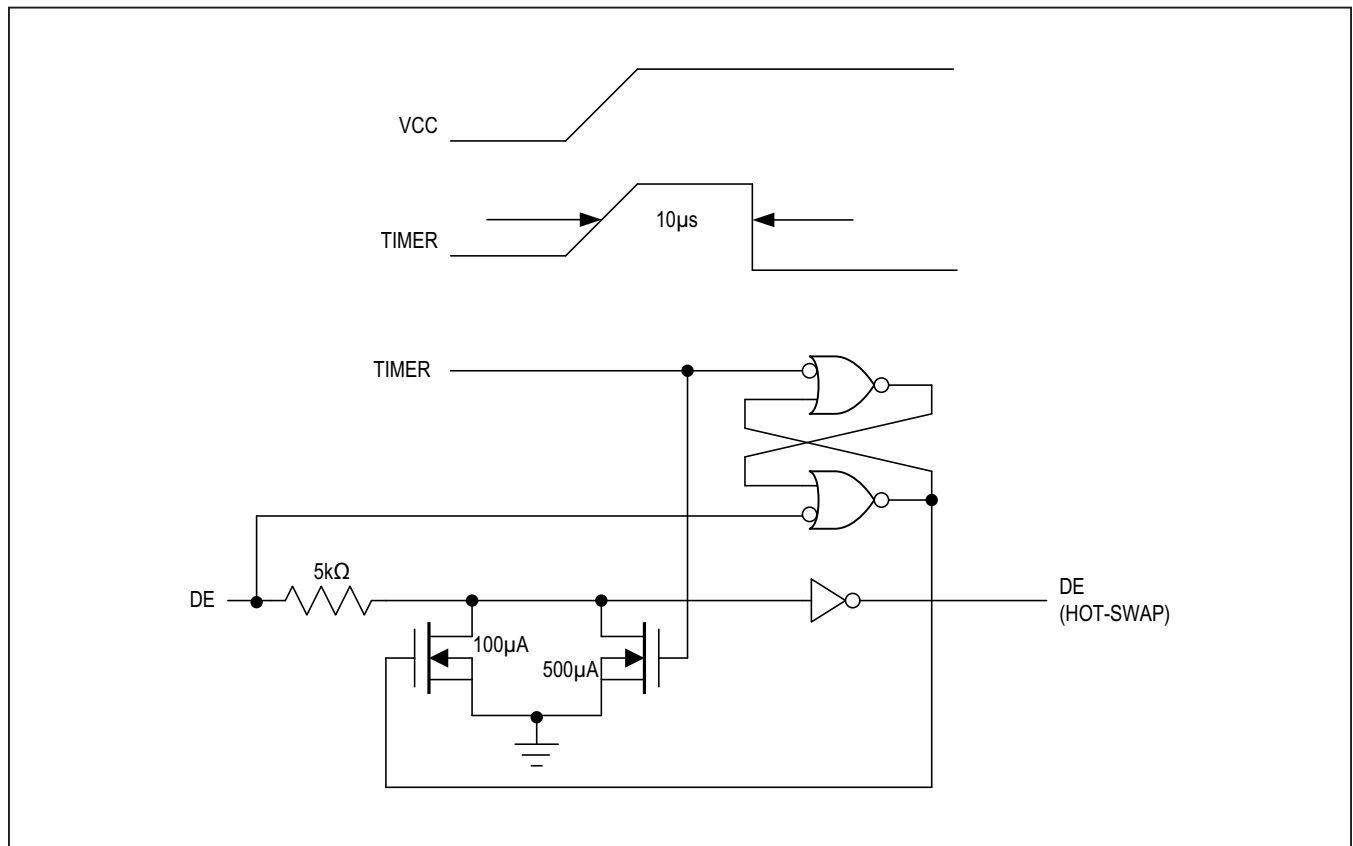 VCC
10µs
TIMER
TIMER
5kΩ
DE
DE
(HOT-SWAP)
100µA
500µA